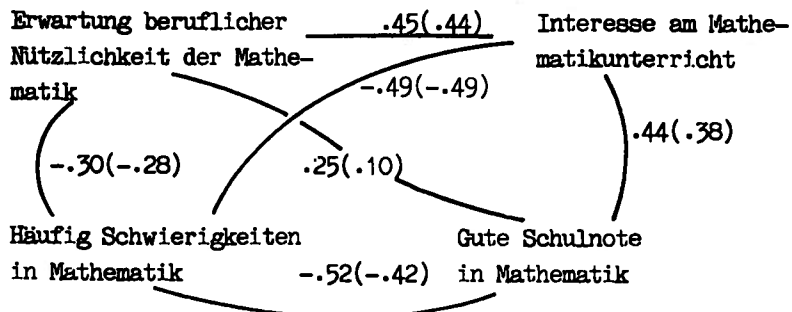 Erwartung beruflicher .45(.44) Interesse am Mathe-
Nützlichkeit der Mathe- matikunterricht
matik -.49(-.49)
.44(.38)
-.30(-.28) .25(.10)
Häufig Schwierigkeiten Gute Schulnote
in Mathematik -.52(-.42) in Mathematik